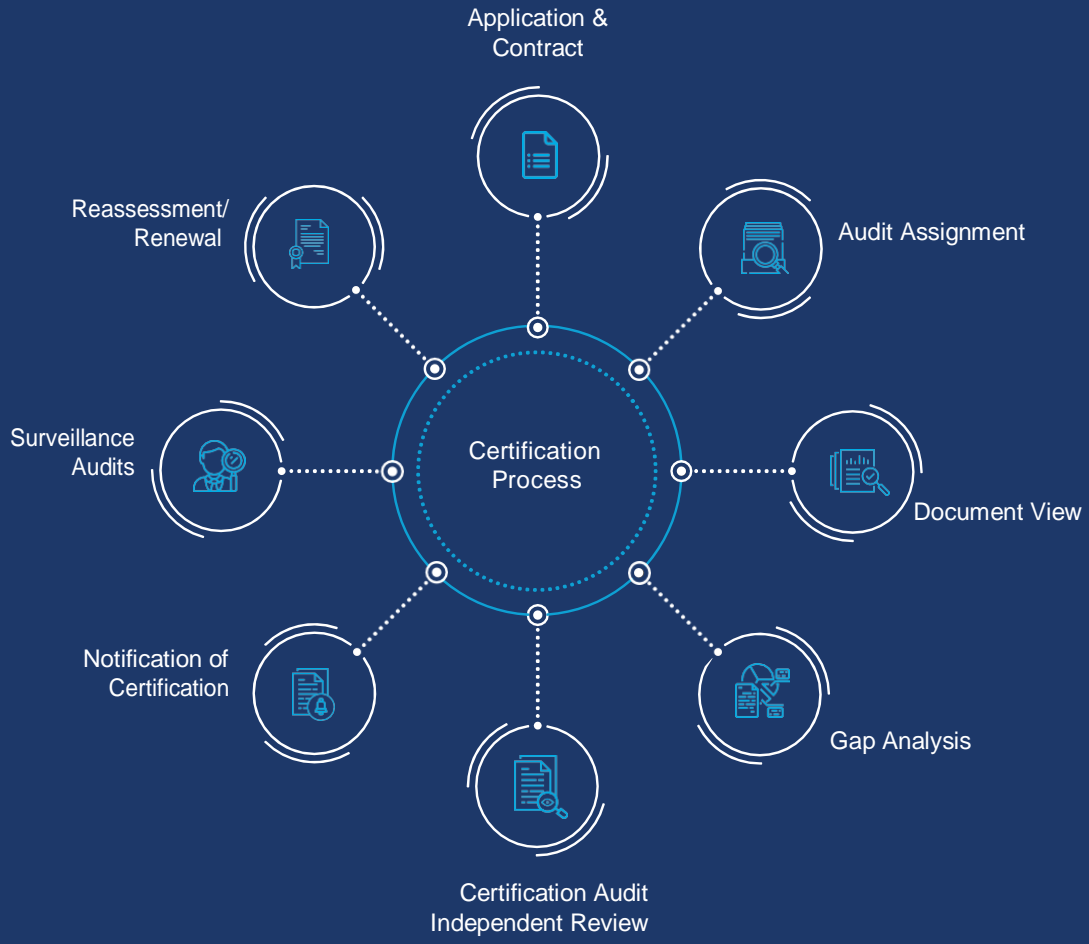 Application &
Contract
Audit Assignment
Document View
Gap Analysis
Certification Audit
Independent Review
Notification of
Certification
Surveillance
Audits
Reassessment/
Renewal
Certification
Process